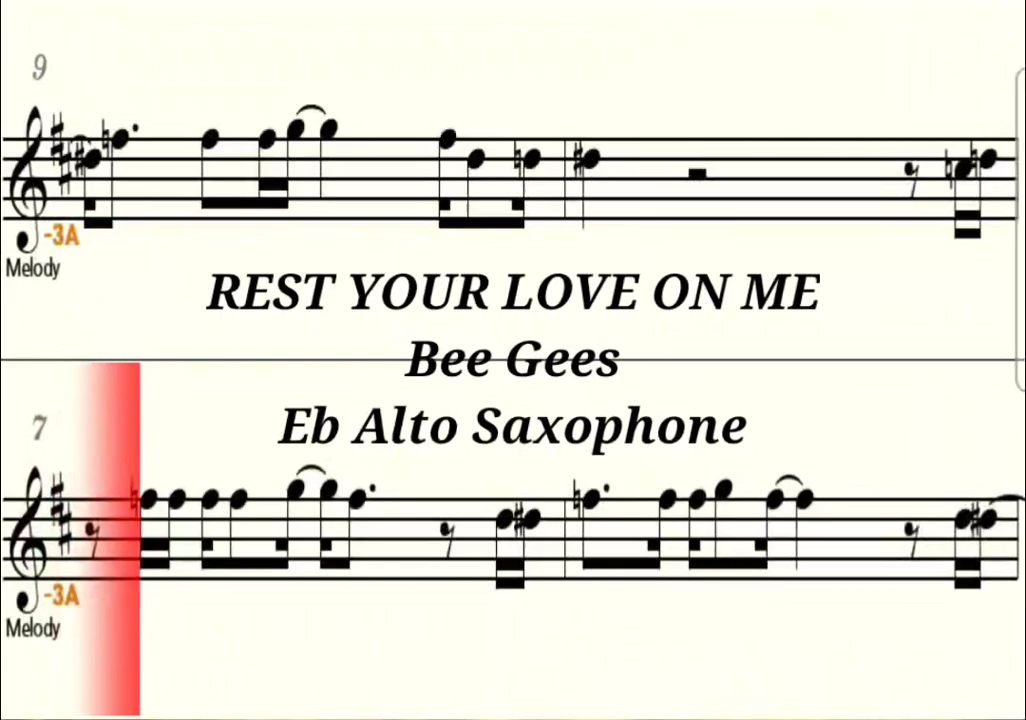 9
-3A
Melody
REST YOUR LOVE ON ME
Bee Gees
Eb Alto Saxophone
7
-3A
Melody